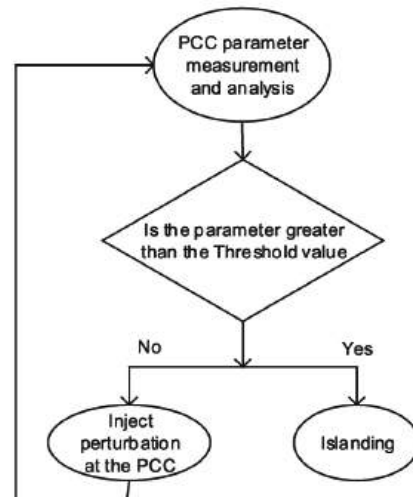 PCC parameter
measurement
and analysis
Is the parameter greater
than the Threshold value
No
Yes
Inject
perturbation
at the PCC
Islanding